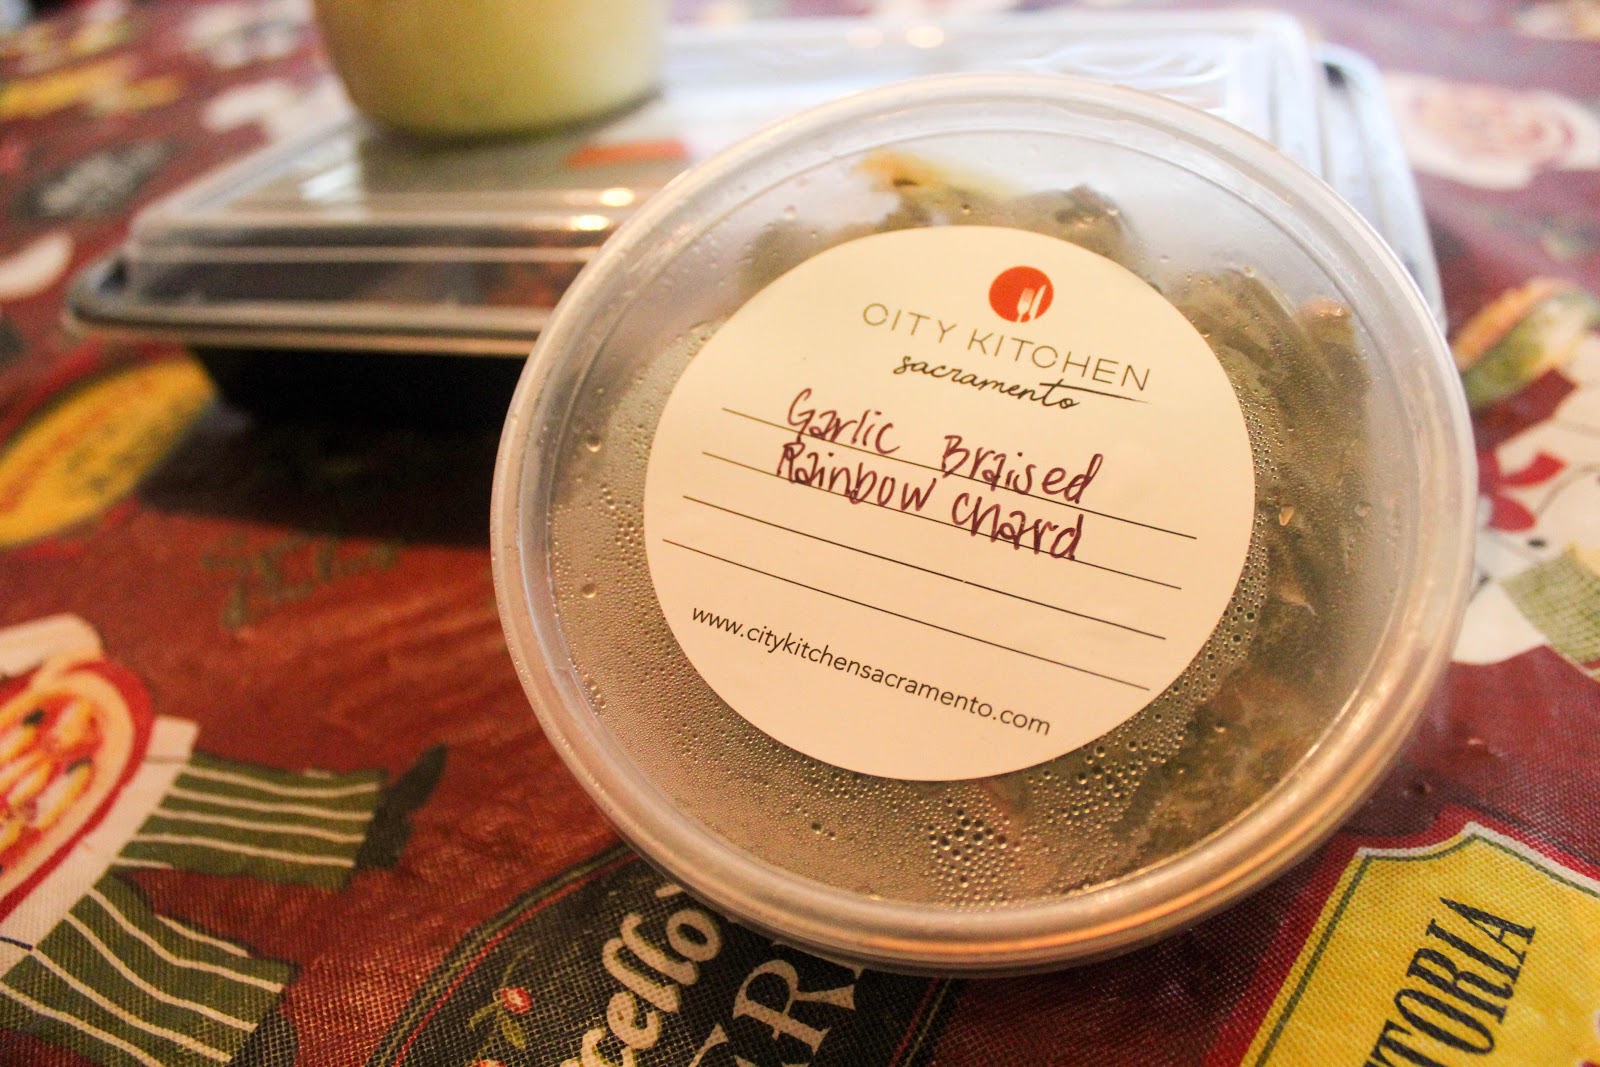 CITY KITCHEN
sacramento
Garlic Braised
Rainbow Chard
www.citykitchensacramento.com
TORIA